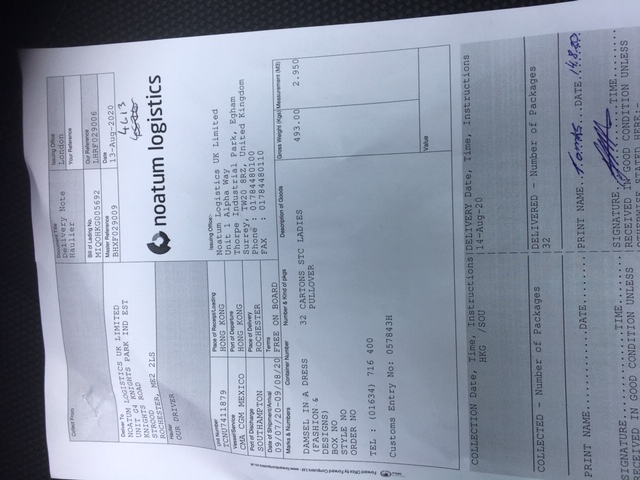 Collect From
Document Title
Delivery Note
Haulier
Issuing Office
London
Your Reference
Bill of Lading No.
MIQOHKG005692
Our Reference
LHRF029006
Master Reference
BHXF029009
Date
13-Aug-2020
4613
Deliver To
NOATUM LOGISTICS UK LIMITED
UNIT G4 KNIGHTS PARK IND EST
KNIGHTS ROAD
STROOD
ROCHESTER, ME2 2LS
noatum logistics
Haulier
OUR DRIVER
Unit Number
TCNU7411879
Place of Receipt/Loading
HONG KONG
Vessel/Service
CMA CGM MEXICO
Port of Departure
HONG KONG
Port of Discharge
SOUTHAMPTON
Place of Delivery
ROCHESTER
Date of Shipment/Arrival
09/07/20-09/08/20
Terms
FREE ON BOARD
Issuing Office:-
Noatum Logistics UK Limited
Unit 1 Alpha Way
Thorpe Industrial Park, Egham
Surrey, TW20 8RZ, United Kingdom
Phone : 01784480100
FAX : 01784480110
Marks & Numbers Container Number Number & Kind of pkgs Description of Goods Gross Weight (Kgs) Measurement (M3)
DAMSEL IN A DRESS 32 CARTONS STC LADIES 493.00 2.950
(FASHION & PULLOVER
DESIGNS)
BOX NO
STYLE NO
ORDER NO
TEL : (01634) 716 400
Customs Entry No: 057843H
Value
Forward Office by Forward Computers Ltd - www.forwardcomputers.com
COLLECTION Date, Time, Instructions
HKG /SOU
DELIVERY Date, Time, Instructions
14-Aug-20
COLLECTED - Number of Packages
DELIVERED - Number of Packages
32
PRINT NAME............DATE.........
PRINT NAME. Tomas...DATE.14.8.20.
SIGNATURE.............TIME.........
SIGNATURE.............TIME.........
RECEIVED IN GOOD CONDITION UNLESS
RECEIVED IN GOOD CONDITION UNLESS
OTHERWISE STATED HERE: